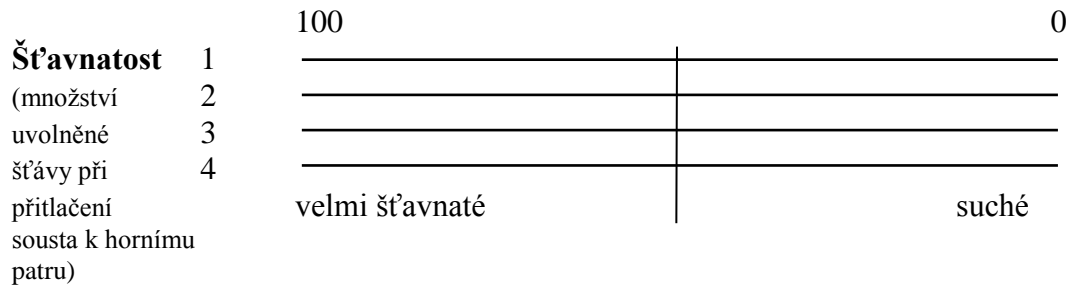 100 0
Šťavnatost 1
(množství 2
uvolněné 3
šťávy při 4
přitlačení velmi šťavnaté suché
sousta k hornímu
patru)